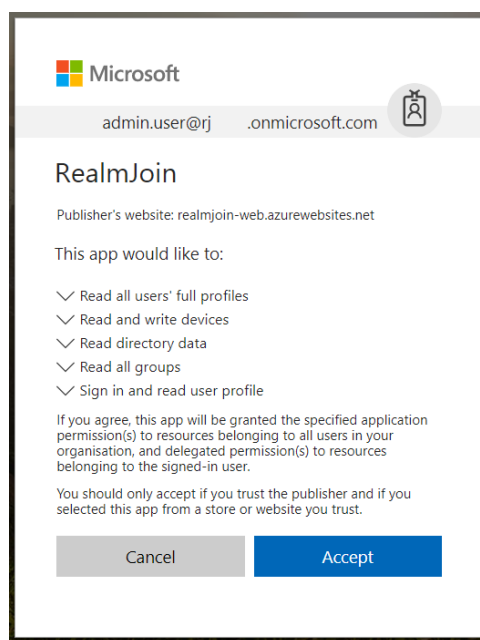 Microsoft
admin.user@rj .onmicrosoft.com
RealmJoin
Publisher's website: realmjoin-web.azurewebsites.net
This app would like to:
Read all users' full profiles
Read and write devices
Read directory data
Read all groups
Sign in and read user profile
If you agree, this app will be granted the specified application
permission(s) to resources belonging to all users in your
organisation, and delegated permission(s) to resources
belonging to the signed-in user.
You should only accept if you trust the publisher and if you
selected this app from a store or website you trust.
Cancel
Accept